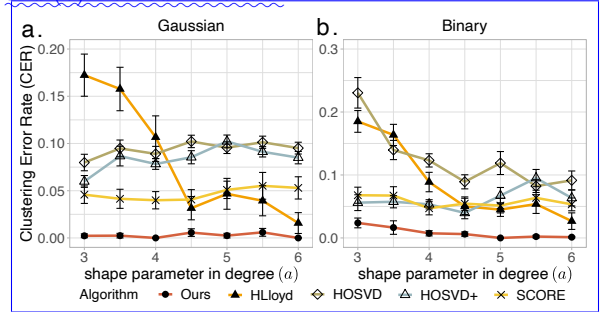 Gaussian
Binary
a.
b.
Clustering Error Rate (CER)
0.20
0.15
0.10
0.05
0.00
0.3
0.2
0.1
0.0
3 4 5 6
3 4 5 6
shape parameter in degree (a)
shape parameter in degree (a)
Algorithm Ours HLloyd HOSVD HOSVD+ SCORE